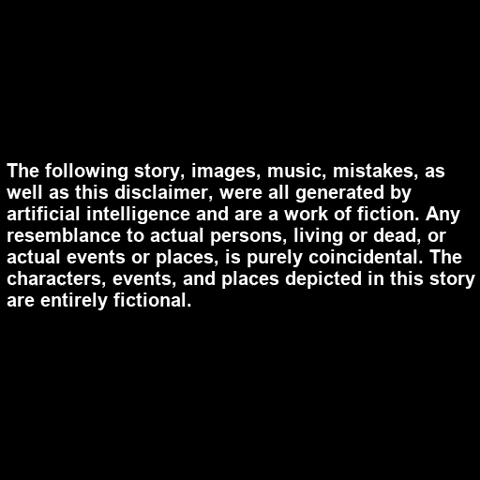 The following story, images, music, mistakes, as
well as this disclaimer, were all generated by
artificial intelligence and are a work of fiction. Any
resemblance to actual persons, living or dead, or
actual events or places, is purely coincidental. The
characters, events, and places depicted in this story
are entirely fictional.